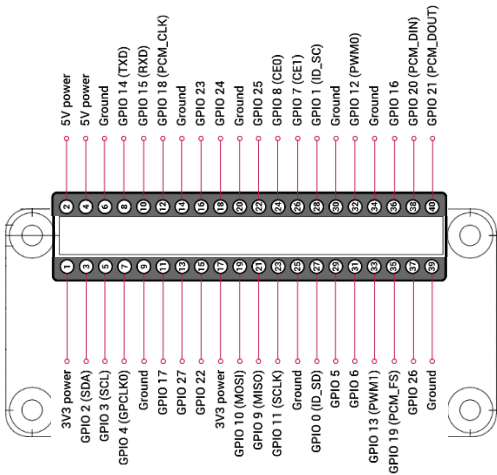 5V power
5V power
Ground
GPIO 14 (TXD)
GPIO 15 (RXD)
GPIO 18 (PCM_CLK)
Ground
GPIO 23
GPIO 24
Ground
GPIO 25
GPIO 8 (CE0)
GPIO 7 (CE1)
GPIO 1 (ID_SC)
Ground
GPIO 12 (PWM0)
Ground
GPIO 16
GPIO 20 (PCM_DIN)
GPIO 21 (PCM_DOUT)
2 4 6 8 10 12 14 16 18 20 22 24 26 28 30 32 34 36 38 40
1 3 5 7 9 11 13 15 17 19 21 23 25 27 29 31 33 35 37 39
3V3 power
GPIO 2 (SDA)
GPIO 3 (SCL)
GPIO 4 (GPCLK0)
Ground
GPIO 17
GPIO 27
GPIO 22
3V3 power
GPIO 10 (MOSI)
GPIO 9 (MISO)
GPIO 11 (SCLK)
Ground
GPIO 0 (ID_SD)
GPIO 5
GPIO 6
GPIO 13 (PWM1)
GPIO 19 (PCM_FS)
GPIO 26
Ground